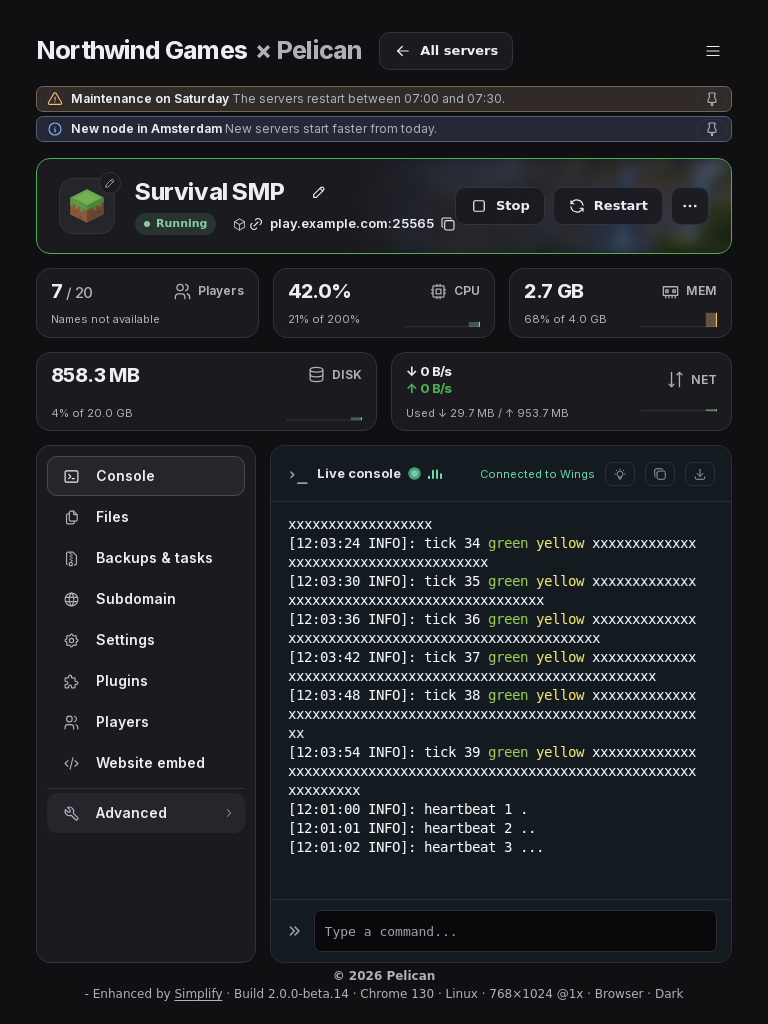 Northwind Games × Pelican
All servers
Maintenance on Saturday The servers restart between 07:00 and 07:30.
New node in Amsterdam New servers start faster from today.
Survival SMP
Running
play.example.com:25565
Stop
Restart
7 / 20
Players
Names not available
42.0%
CPU
21% of 200%
2.7 GB
MEM
68% of 4.0 GB
858.3 MB
DISK
4% of 20.0 GB
↓ 0 B/s
↑ 0 B/s
NET
Used ↓ 29.7 MB / ↑ 953.7 MB
Console
Files
Backups & tasks
Subdomain
Settings
Plugins
Players
Website embed
Advanced
Live console
Connected to Wings
xxxxxxxxxxxxxxxxxx
[12:03:24 INFO]: tick 34 green yellow xxxxxxxxxxxxx
xxxxxxxxxxxxxxxxxxxxxxxxx
[12:03:30 INFO]: tick 35 green yellow xxxxxxxxxxxxx
xxxxxxxxxxxxxxxxxxxxxxxxxxxxxxxx
[12:03:36 INFO]: tick 36 green yellow xxxxxxxxxxxxx
xxxxxxxxxxxxxxxxxxxxxxxxxxxxxxxxxxxxxxx
[12:03:42 INFO]: tick 37 green yellow xxxxxxxxxxxxx
xxxxxxxxxxxxxxxxxxxxxxxxxxxxxxxxxxxxxxxxxxxxxx
[12:03:48 INFO]: tick 38 green yellow xxxxxxxxxxxxx
xxxxxxxxxxxxxxxxxxxxxxxxxxxxxxxxxxxxxxxxxxxxxxxxxxx
xx
[12:03:54 INFO]: tick 39 green yellow xxxxxxxxxxxxx
xxxxxxxxxxxxxxxxxxxxxxxxxxxxxxxxxxxxxxxxxxxxxxxxxxx
xxxxxxxxx
[12:01:00 INFO]: heartbeat 1 .
[12:01:01 INFO]: heartbeat 2 ..
[12:01:02 INFO]: heartbeat 3 ...
Type a command...
© 2026 Pelican
- Enhanced by Simplify · Build 2.0.0-beta.14 · Chrome 130 · Linux · 768×1024 @1x · Browser · Dark